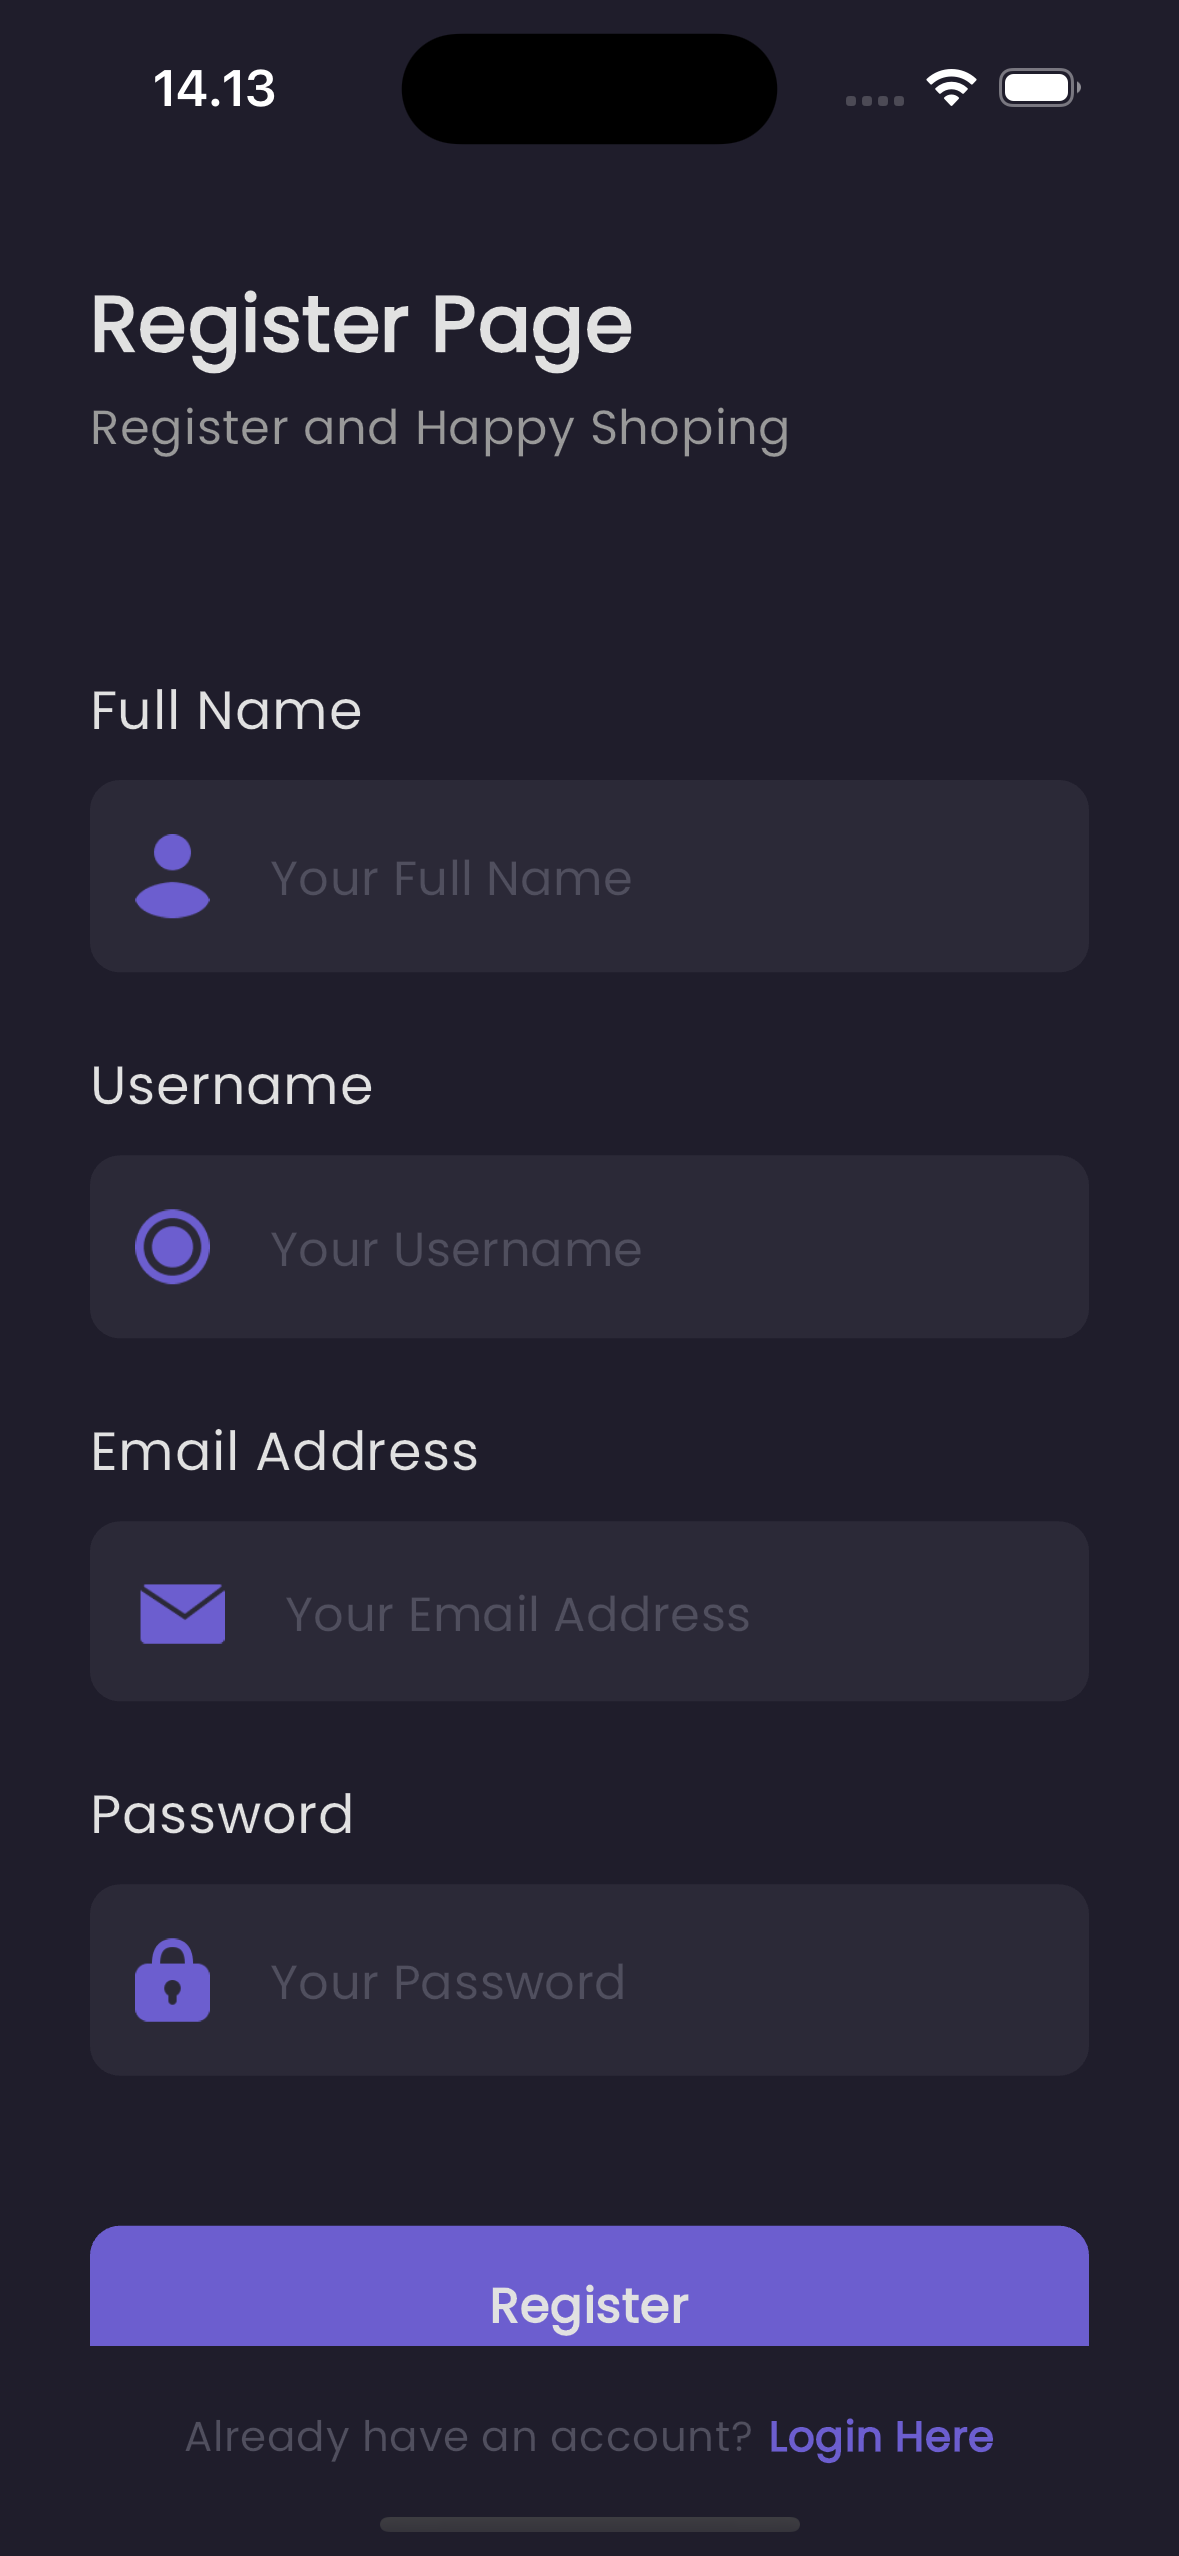 14.13
Register Page
Register and Happy Shoping
Full Name
Your Full Name
Username
Your Username
Email Address
Your Email Address
Password
Your Password
Register
Already have an account? Login Here